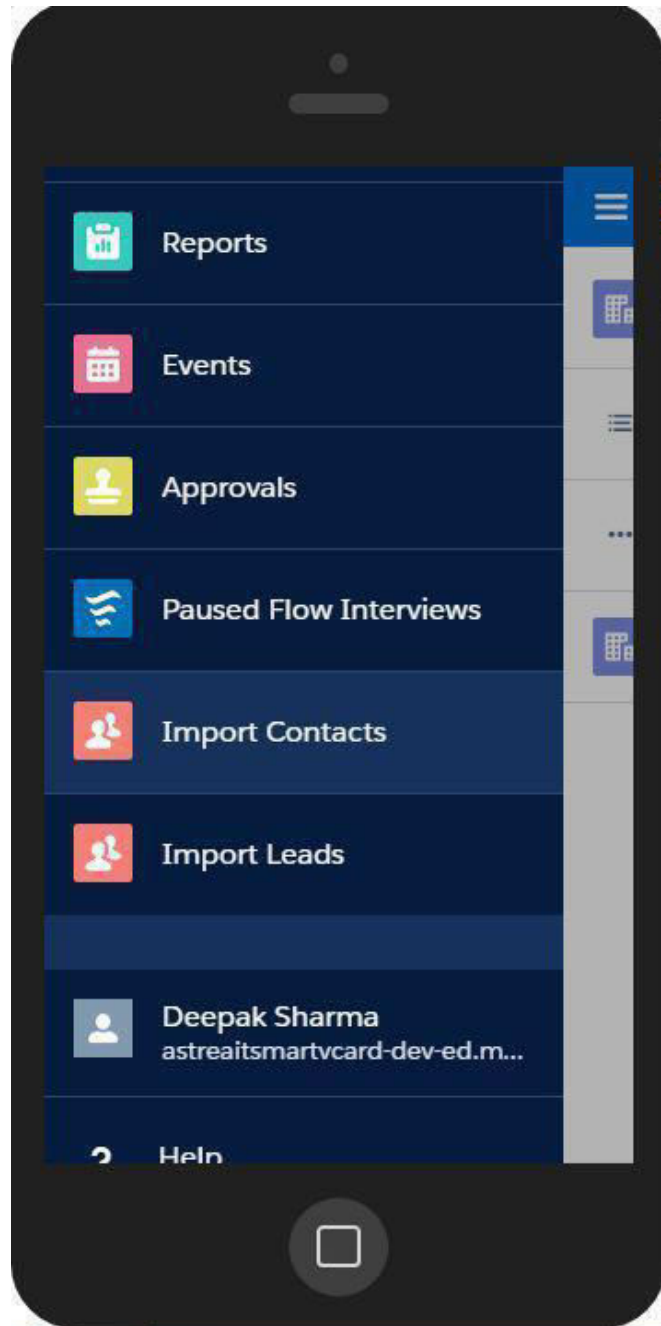 Reports
Events
Approvals
Paused Flow Interviews
Import Contacts
Import Leads
Deepak Sharma
astreaitsmartvcard-dev-ed.m...
? Help